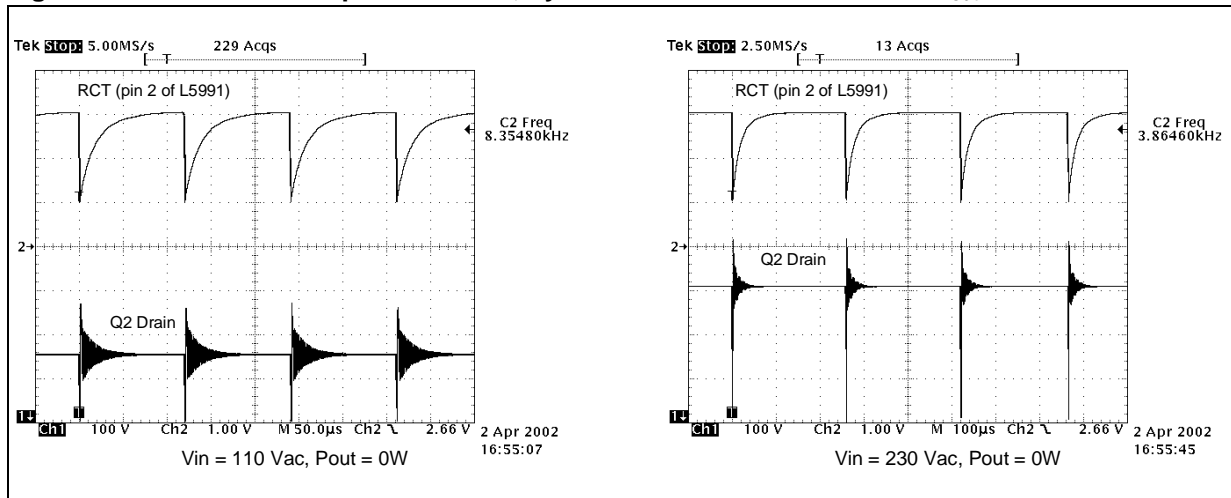 Tek Stop: 5.00MS/s 229 Acqs
[ T ]
RCT (pin 2 of L5991)
C2 Freq
8.35480kHz
2
Q2 Drain
T
1
Ch1 100 V Ch2 1.00 V M 50.0µs Ch2 2.66 V
2 Apr 2002
16:55:07
Vin = 110 Vac, Pout = 0W
Tek Stop: 2.50MS/s 13 Acqs
[ T ]
RCT (pin 2 of L5991)
C2 Freq
3.86460kHz
2
Q2 Drain
T
1
Ch1 100 V Ch2 1.00 V M 100µs Ch2 2.66 V
2 Apr 2002
16:55:45
Vin = 230 Vac, Pout = 0W